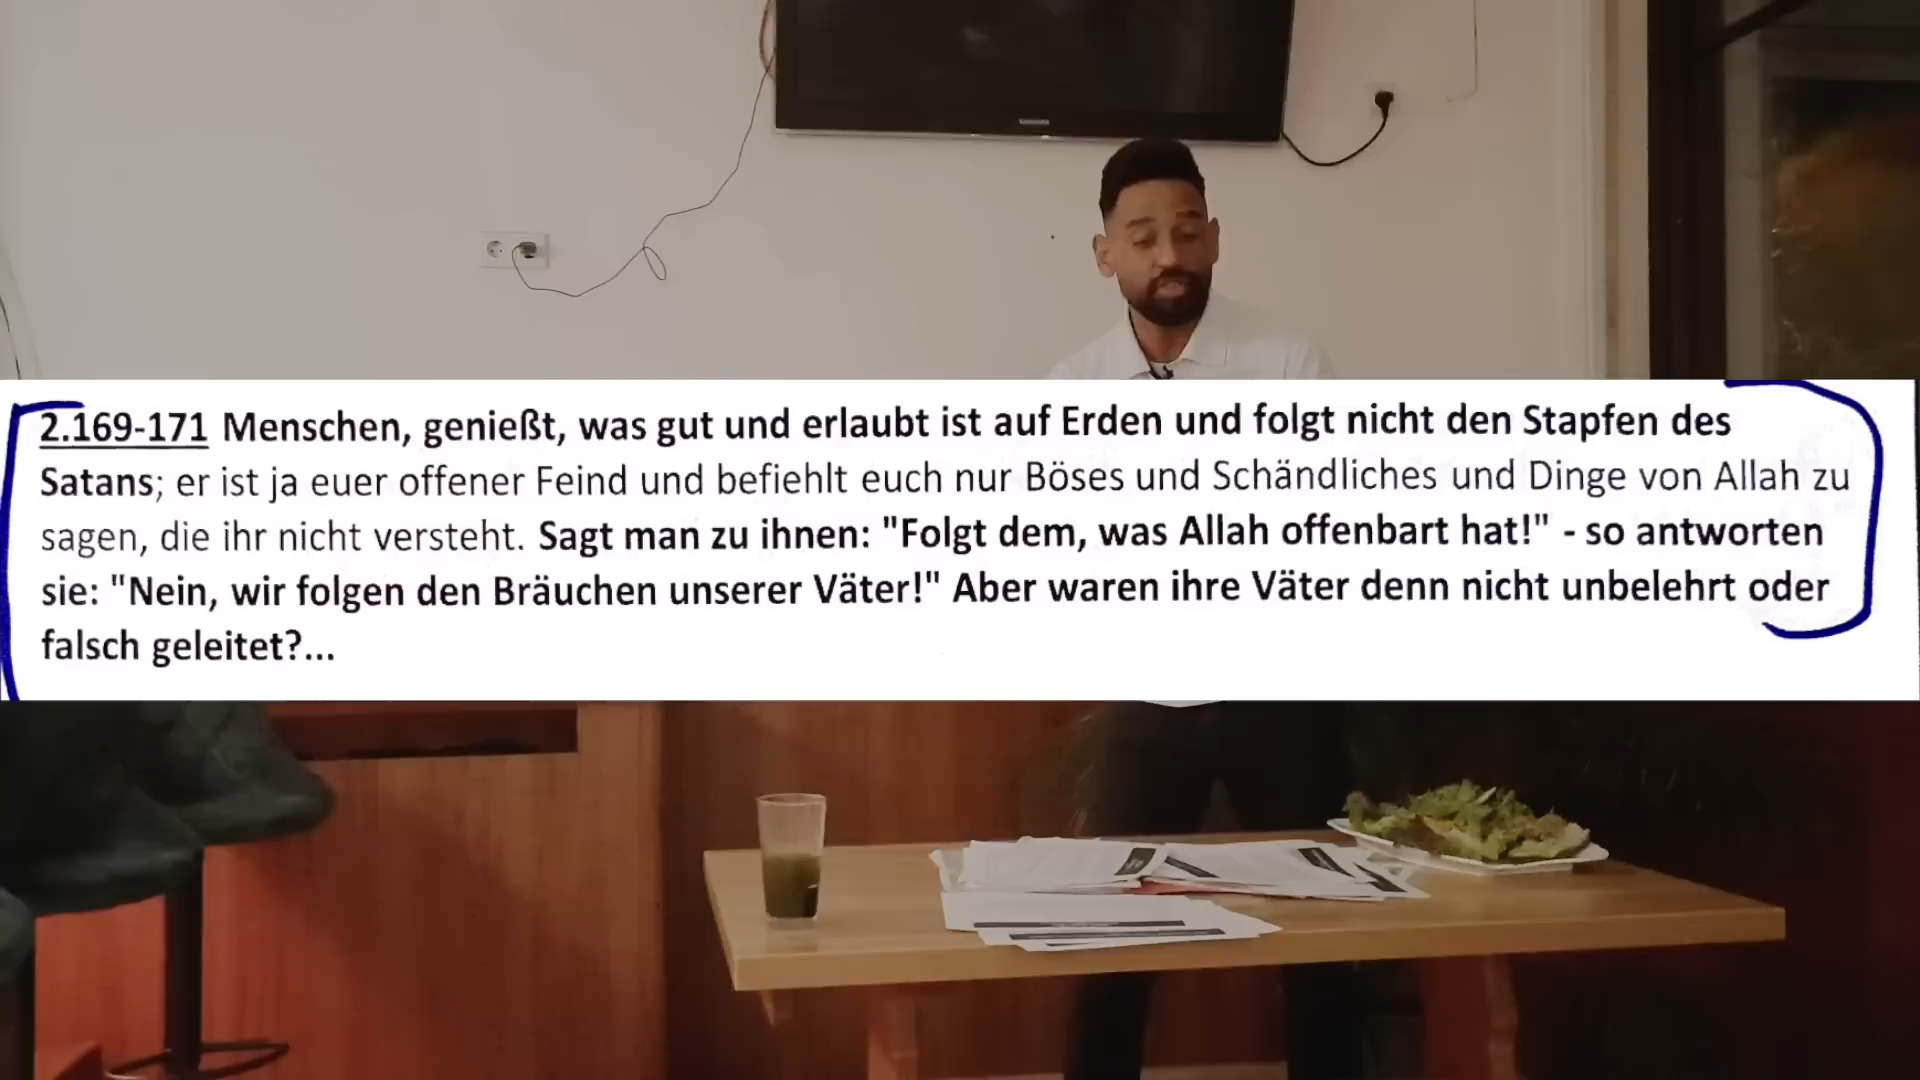 2.169-171 Menschen, genießt, was gut und erlaubt ist auf Erden und folgt nicht den Stapfen des
Satans; er ist ja euer offener Feind und befiehlt euch nur Böses und Schändliches und Dinge von Allah zu
sagen, die ihr nicht versteht. Sagt man zu ihnen: "Folgt dem, was Allah offenbart hat!" - so antworten
sie: "Nein, wir folgen den Bräuchen unserer Väter!" Aber waren ihre Väter denn nicht unbelehrt oder
falsch geleitet?...